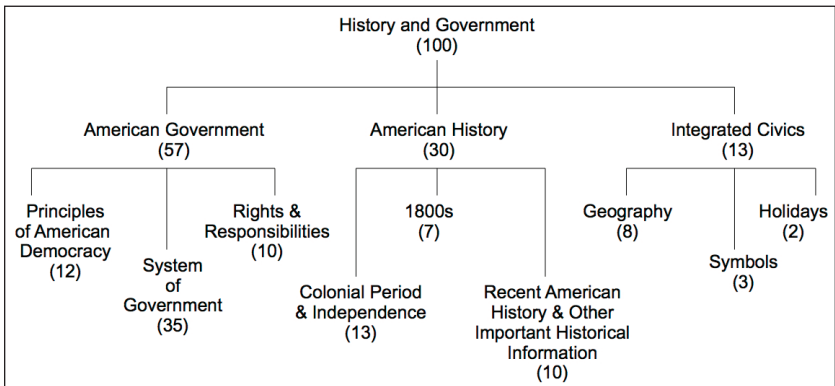 History and Government
(100)
American Government
(57)
American History
(30)
Integrated Civics
(13)
Principles
of American
Democracy
(12)
System
of
Government
(35)
Rights &
Responsibilities
(10)
Colonial Period
& Independence
(13)
1800s
(7)
Recent American
History & Other
Important Historical
Information
(10)
Geography
(8)
Symbols
(3)
Holidays
(2)